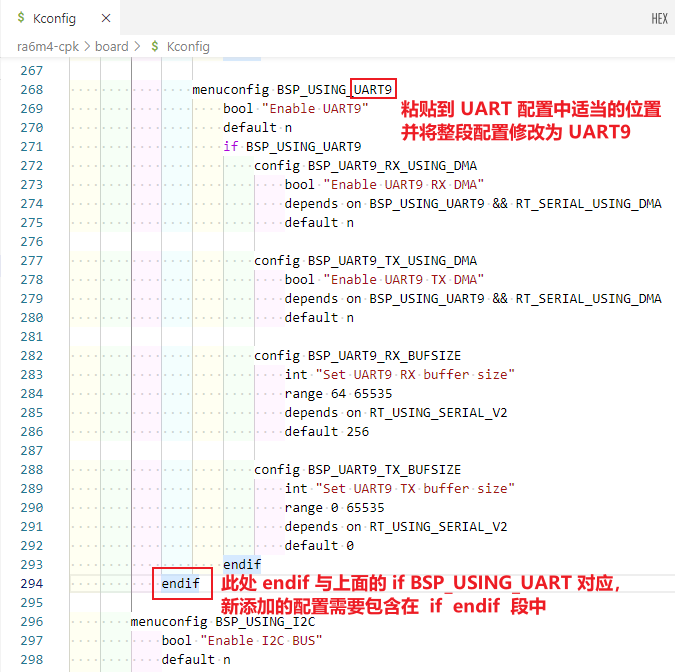 $ Kconfig ×
HEX
ra6m4-cpk > board > $ Kconfig
267
268 menuconfig BSP_USING_UART9
269 bool "Enable UART9"
粘贴到 UART 配置中适当的位置
270 default n
并将整段配置修改为 UART9
271 if BSP_USING_UART9
272 config BSP_UART9_RX_USING_DMA
273 bool "Enable UART9 RX DMA"
274 depends on BSP_USING_UART9 && RT_SERIAL_USING_DMA
275 default n
276
277 config BSP_UART9_TX_USING_DMA
278 bool "Enable UART9 TX DMA"
279 depends on BSP_USING_UART9 && RT_SERIAL_USING_DMA
280 default n
281
282 config BSP_UART9_RX_BUFSIZE
283 int "Set UART9 RX buffer size"
284 range 64 65535
285 depends on RT_USING_SERIAL_V2
286 default 256
287
288 config BSP_UART9_TX_BUFSIZE
289 int "Set UART9 TX buffer size"
290 range 0 65535
291 depends on RT_USING_SERIAL_V2
292 default 0
293 endif
294 endif
此处 endif 与上面的 if BSP_USING_UART 对应，
295
新添加的配置需要包含在 if endif 段中
296 menuconfig BSP_USING_I2C
297 bool "Enable I2C BUS"
298 default n